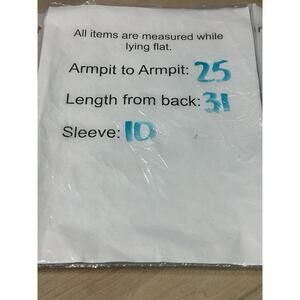 All items are measured while
lying flat.
Armpit to Armpit: 25
Length from back: 31
Sleeve: 10